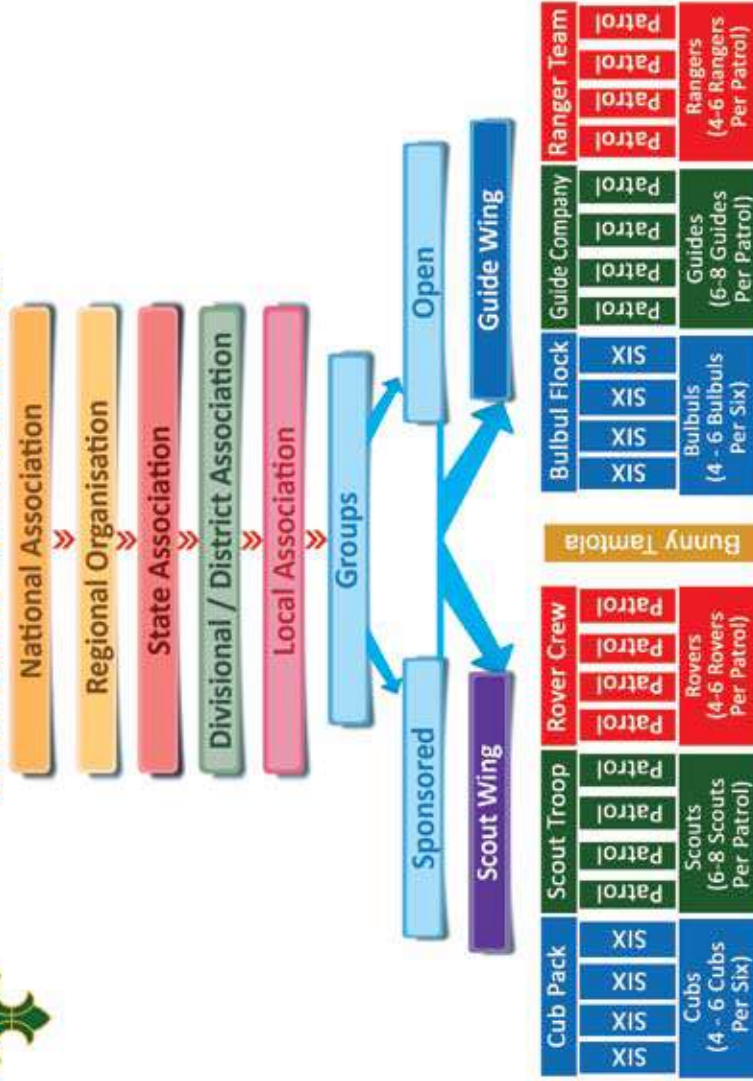 National Association
Regional Organisation
State Association
Divisional / District Association
Local Association
Groups
Sponsored
Open
Scout Wing
Guide Wing
Cub Pack
Scout Troop
Rover Crew
Bunny Tamtola
Bulbul Flock
Guide Company
Ranger Team
SIX
SIX
SIX
SIX
Patrol
Patrol
Patrol
Patrol
Patrol
Patrol
Patrol
Patrol
SIX
SIX
SIX
SIX
Patrol
Patrol
Patrol
Patrol
Patrol
Patrol
Patrol
Patrol
Cubs
(4 - 6 Cubs
Per Six)
Scouts
(6-8 Scouts
Per Patrol)
Rovers
(4-6 Rovers
Per Patrol)
Bulbuls
(4 - 6 Bulbuls
Per Six)
Guides
(6-8 Guides
Per Patrol)
Rangers
(4-6 Rangers
Per Patrol)